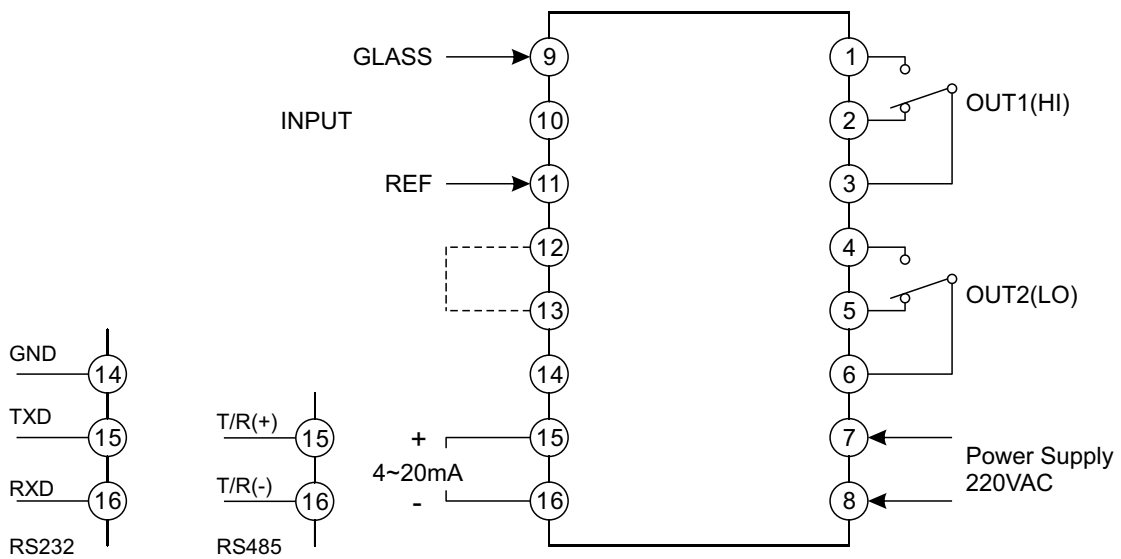 GLASS
9
INPUT
10
REF
11
12
13
14
+
15
4~20mA
-
16
1
2
OUT1(HI)
3
4
5
OUT2(LO)
6
7
Power Supply
220VAC
8
GND
14
TXD
15
RXD
16
RS232
T/R(+)
15
T/R(-)
16
RS485